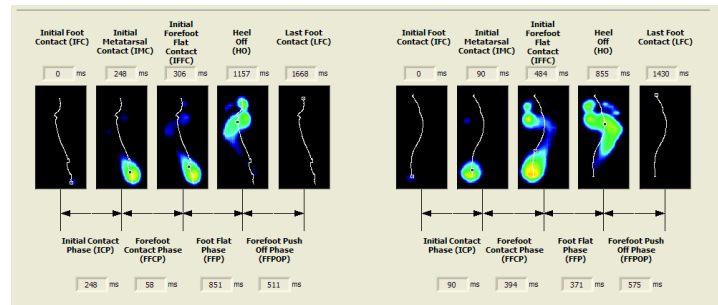 Initial Foot
Contact (IFC)
Initial
Metatarsal
Contact (IMC)
Initial
Forefoot
Flat
Contact
(IFFC)
Heel
Off
(HO)
Last Foot
Contact (LFC)
0 ms
248 ms
306 ms
1157 ms
1668 ms
Initial Contact
Phase (ICP)
Forefoot
Contact Phase
(FFCP)
Foot Flat
Phase
(FFP)
Forefoot Push
Off Phase
(FFPOP)
248 ms
58 ms
851 ms
511 ms
Initial Foot
Contact (IFC)
Initial
Metatarsal
Contact (IMC)
Initial
Forefoot
Flat
Contact
(IFFC)
Heel
Off
(HO)
Last Foot
Contact (LFC)
0 ms
90 ms
484 ms
855 ms
1430 ms
Initial Contact
Phase (ICP)
Forefoot
Contact Phase
(FFCP)
Foot Flat
Phase
(FFP)
Forefoot Push
Off Phase
(FFPOP)
90 ms
394 ms
371 ms
575 ms